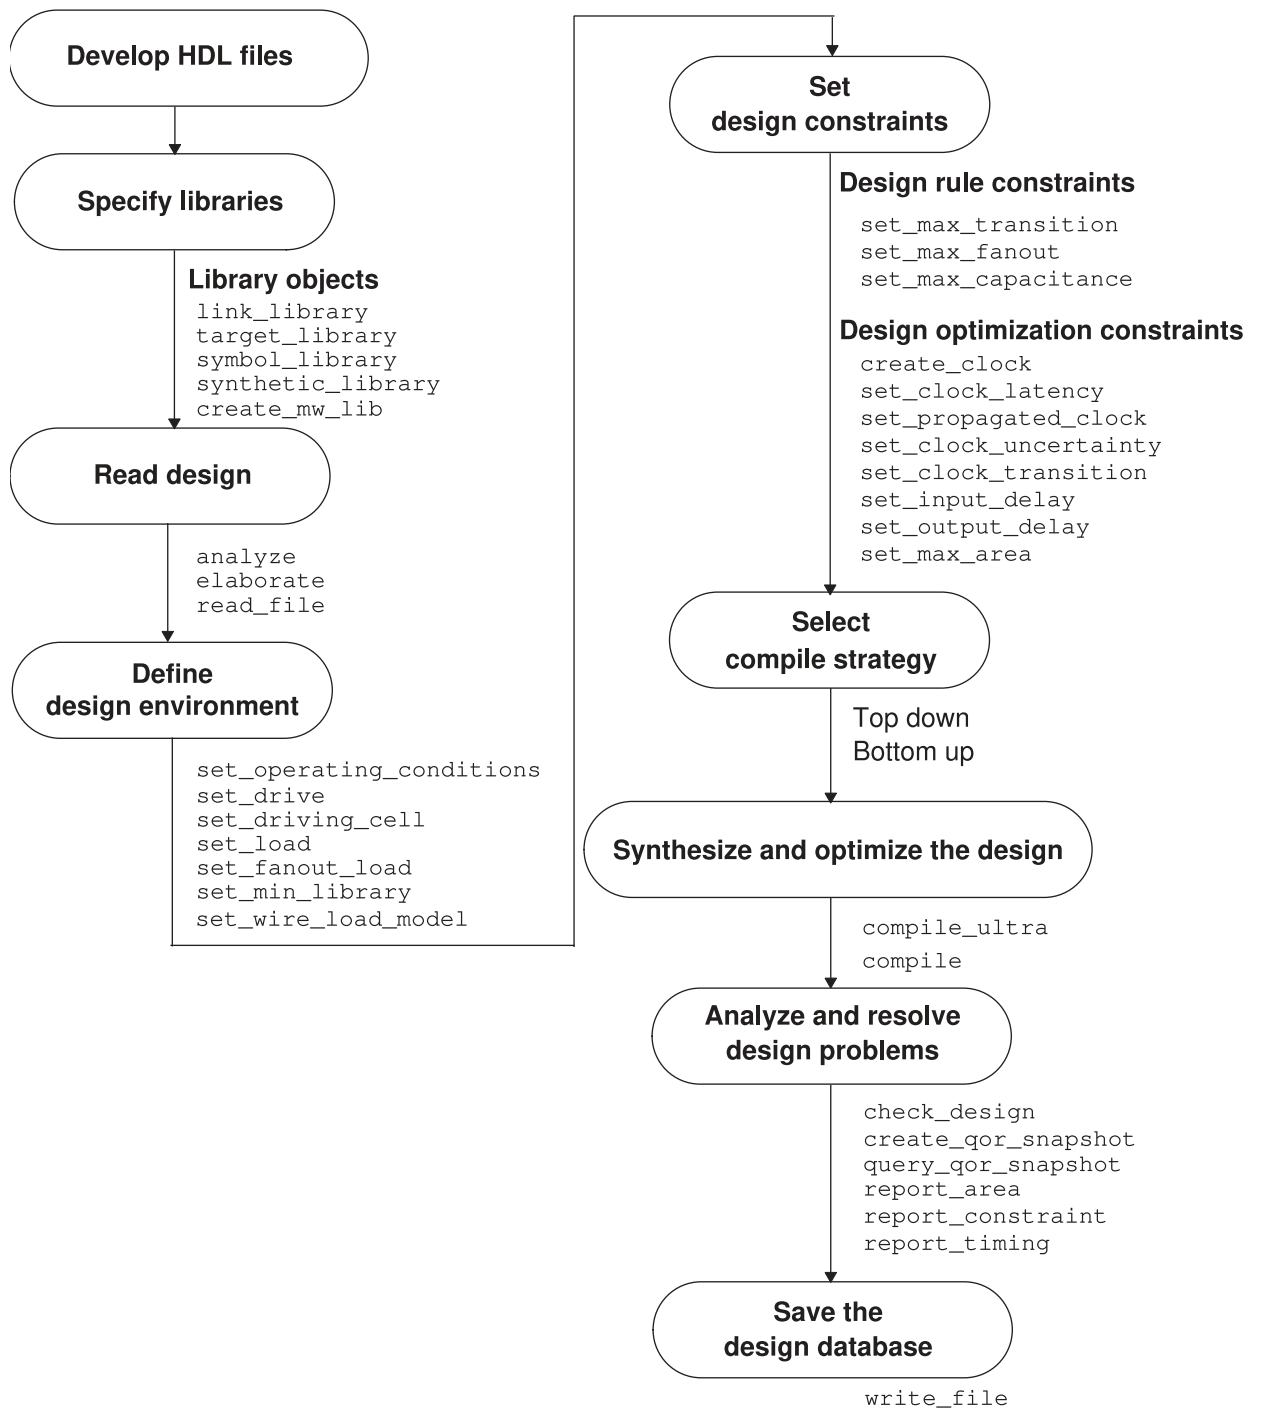 Develop HDL files
Specify libraries
Library objects
link_library
target_library
symbol_library
synthetic_library
create_mw_lib
Read design
analyze
elaborate
read_file
Define
design environment
set_operating_conditions
set_drive
set_driving_cell
set_load
set_fanout_load
set_min_library
set_wire_load_model
Set
design constraints
Design rule constraints
set_max_transition
set_max_fanout
set_max_capacitance
Design optimization constraints
create_clock
set_clock_latency
set_propagated_clock
set_clock_uncertainty
set_clock_transition
set_input_delay
set_output_delay
set_max_area
Select
compile strategy
Top down
Bottom up
Synthesize and optimize the design
compile_ultra
compile
Analyze and resolve
design problems
check_design
create_qor_snapshot
query_qor_snapshot
report_area
report_constraint
report_timing
Save the
design database
write_file